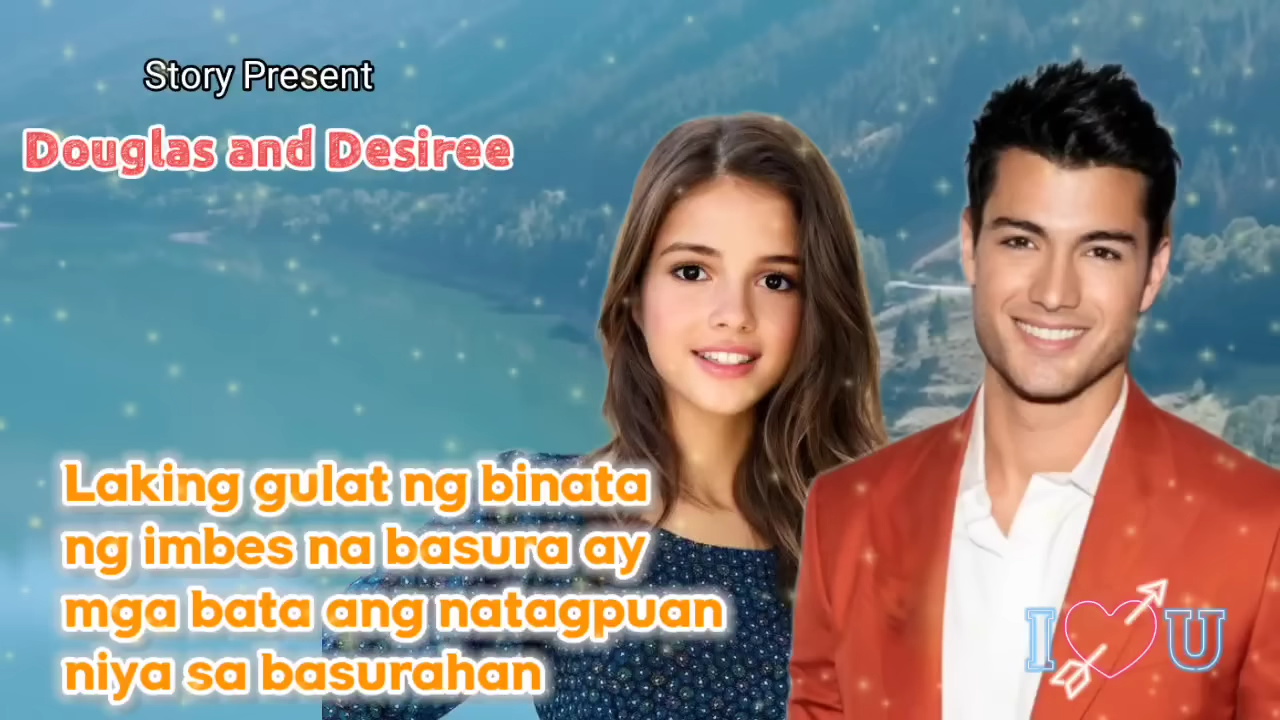 Story Present
Douglas and Desiree
Laking gulat ng binata
ng imbes na basura ay
mga bata ang natagpuan
niya sa basurahan
I U